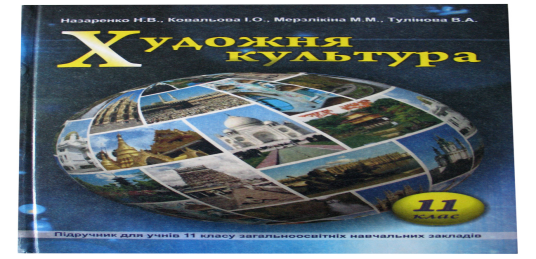 Назаренко Н.В., Ковальова І.О., Мерзлікіна М.М., Тулінова В.А.
Художня
культура
11
клас
Підручник для учнів 11 класу загальноосвітніх навчальних закладів